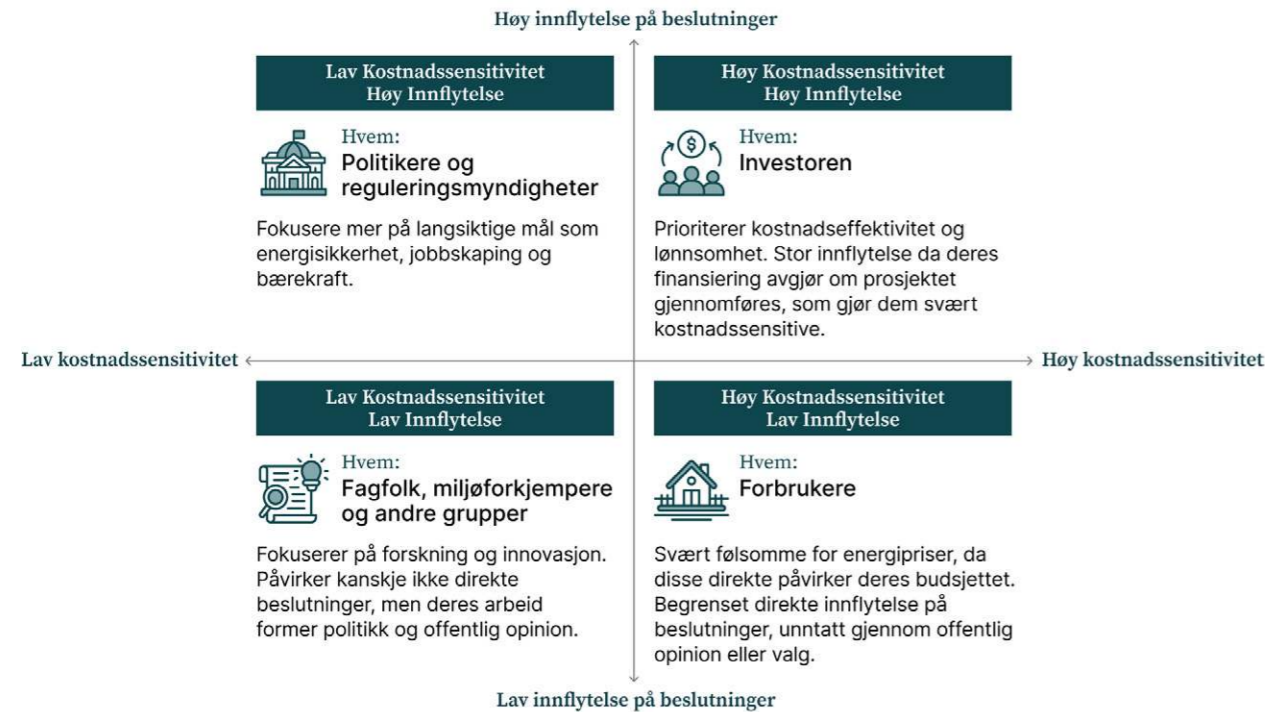 Høy innflytelse på beslutninger
Lav Kostnadssensitivitet
Høy Innflytelse
Hvem:
Politikere og
reguleringsmyndigheter
Fokusere mer på langsiktige mål som
energisikkerhet, jobbskaping og
bærekraft.
Høy Kostnadssensitivitet
Høy Innflytelse
$
Hvem:
Investoren
Prioriterer kostnadseffektivitet og
lønnsomhet. Stor innflytelse da deres
finansiering avgjør om prosjektet
gjennomføres, som gjør dem svært
kostnadssensitive.
Lav kostnadssensitivitet
Høy kostnadssensitivitet
Lav Kostnadssensitivitet
Lav Innflytelse
Hvem:
Fagfolk, miljøforkjempere
og andre grupper
Fokuserer på forskning og innovasjon.
Påvirker kanskje ikke direkte
beslutninger, men deres arbeid
former politikk og offentlig opinion.
Høy Kostnadssensitivitet
Lav Innflytelse
Hvem:
Forbrukere
Svært følsomme for energipriser, da
disse direkte påvirker deres budsjettet.
Begrenset direkte innflytelse på
beslutninger, unntatt gjennom offentlig
opinion eller valg.
Lav innflytelse på beslutninger